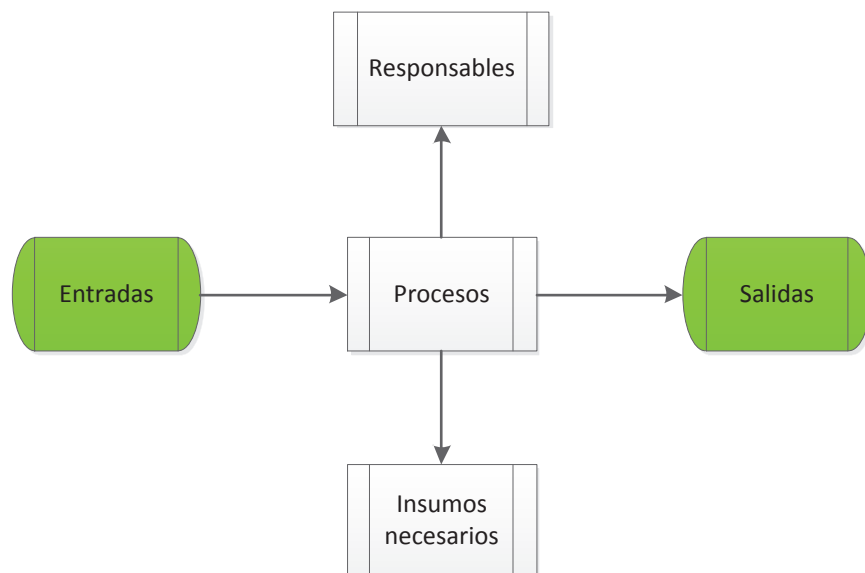 Responsables
Entradas
Procesos
Salidas
Insumos
necesarios